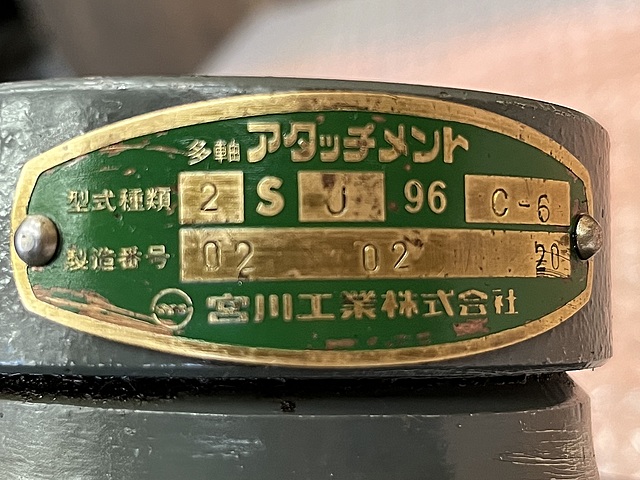 多軸 アタッチメント
型式種類 2 S J 96 C-6
製造番号 02 02 20
宮川工業株式会社